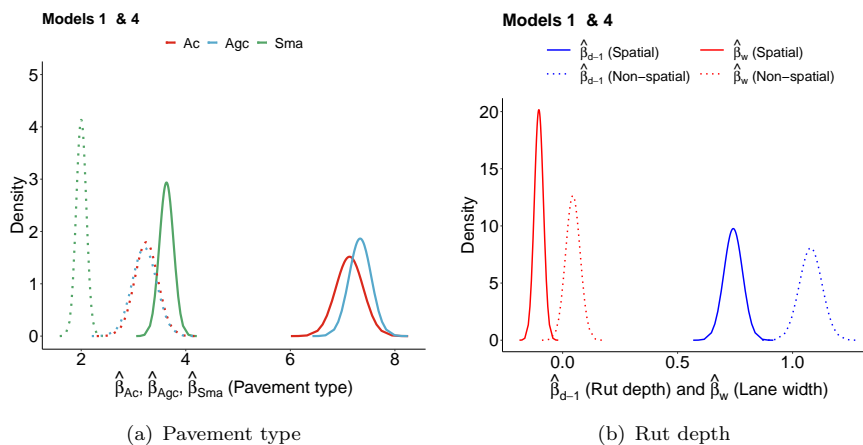 Models 1 & 4
Ac Agc Sma
5
4
3
2
1
0
Density
2 4 6 8
β̂Ac, β̂Agc, β̂Sma (Pavement type)
(a) Pavement type
Models 1 & 4
β̂d−1 (Spatial) β̂w (Spatial)
β̂d−1 (Non−spatial) β̂w (Non−spatial)
20
15
10
5
0
Density
0.0 0.5 1.0
β̂d−1 (Rut depth) and β̂w (Lane width)
(b) Rut depth